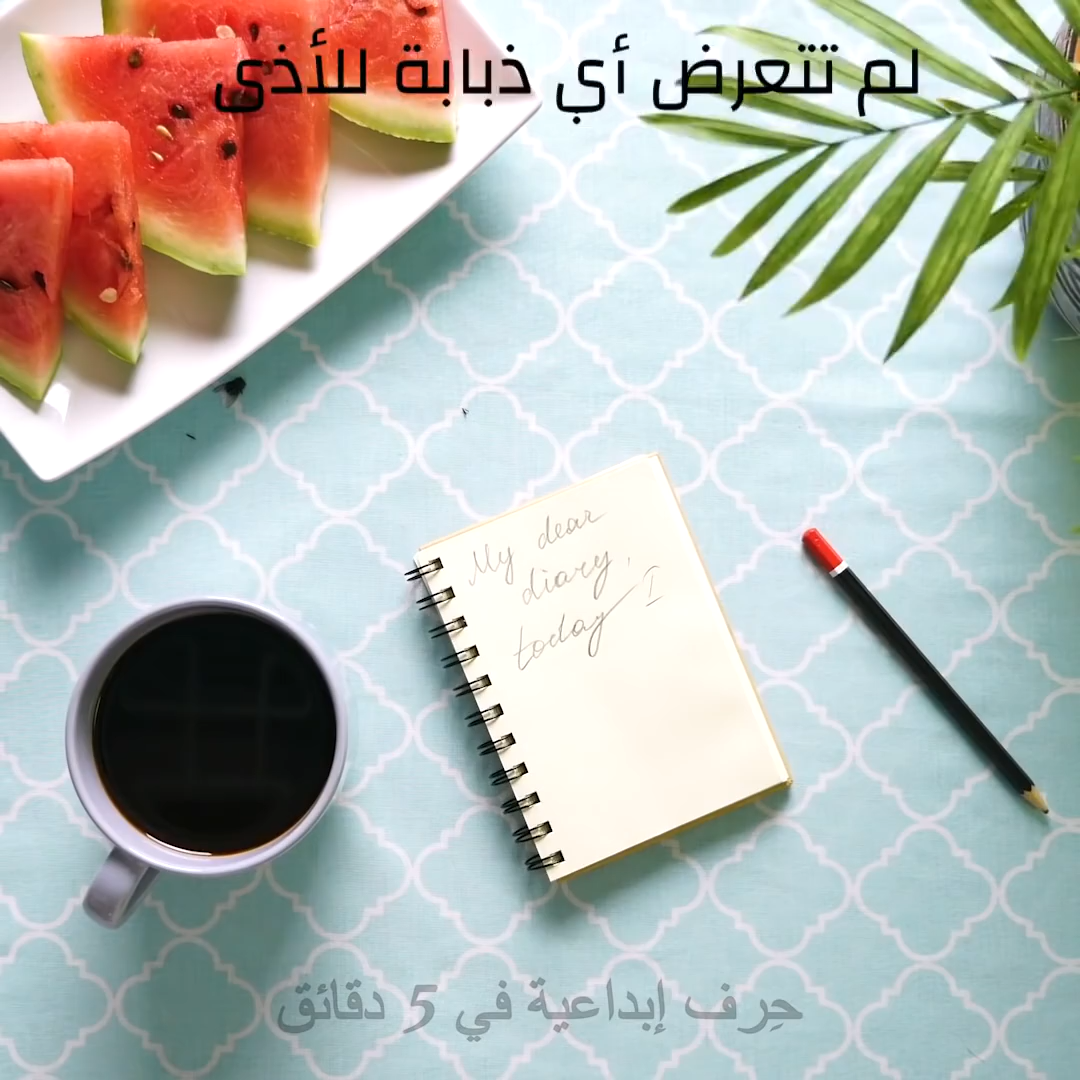 لم تتعرض أي ذبابة للأذى
My dear
diary,
today I
حِرف إبداعية في 5 دقائق